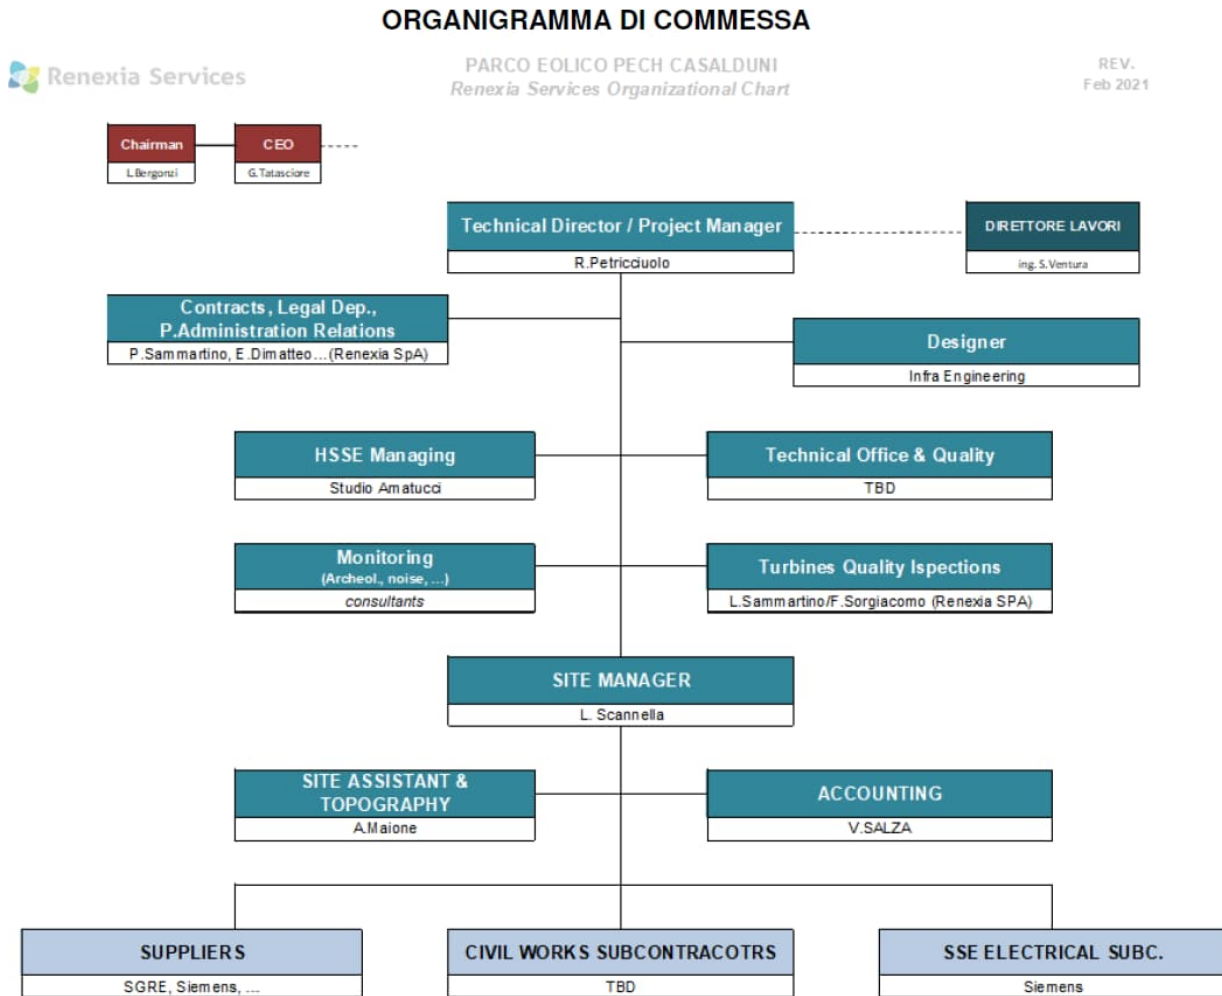 ORGANIGRAMMA DI COMMESSA
Renexia Services
PARCO EOLICO PECH CASALDUNI
Renexia Services Organizational Chart
REV.
Feb 2021
Chairman
L.Bergonzi
CEO
G.Tatasciore
Technical Director / Project Manager
R.Petricciuolo
DIRETTORE LAVORI
ing. S.Ventura
Contracts, Legal Dep.,
P.Administration Relations
P.Sammartino, E.Dimatteo...(Renexia SpA)
Designer
Infra Engineering
HSSE Managing
Studio Amatucci
Technical Office & Quality
TBD
Monitoring
(Archeol., noise, ...)
consultants
Turbines Quality Ispections
L.Sammartino/F.Sorgiacomo (Renexia SPA)
SITE MANAGER
L. Scannella
SITE ASSISTANT &
TOPOGRAPHY
A.Maione
ACCOUNTING
V.SALZA
SUPPLIERS
SGRE, Siemens, ...
CIVIL WORKS SUBCONTRACOTRS
TBD
SSE ELECTRICAL SUBC.
Siemens